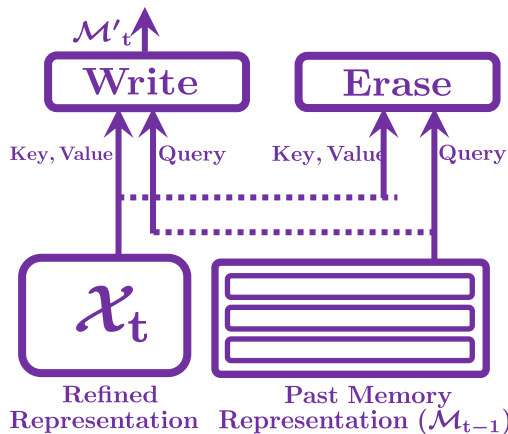 𝓜′ₜ
Write Erase
Key, Value Query Key, Value Query
𝓧ₜ
Refined Past Memory
Representation Representation (𝓜ₜ₋₁)